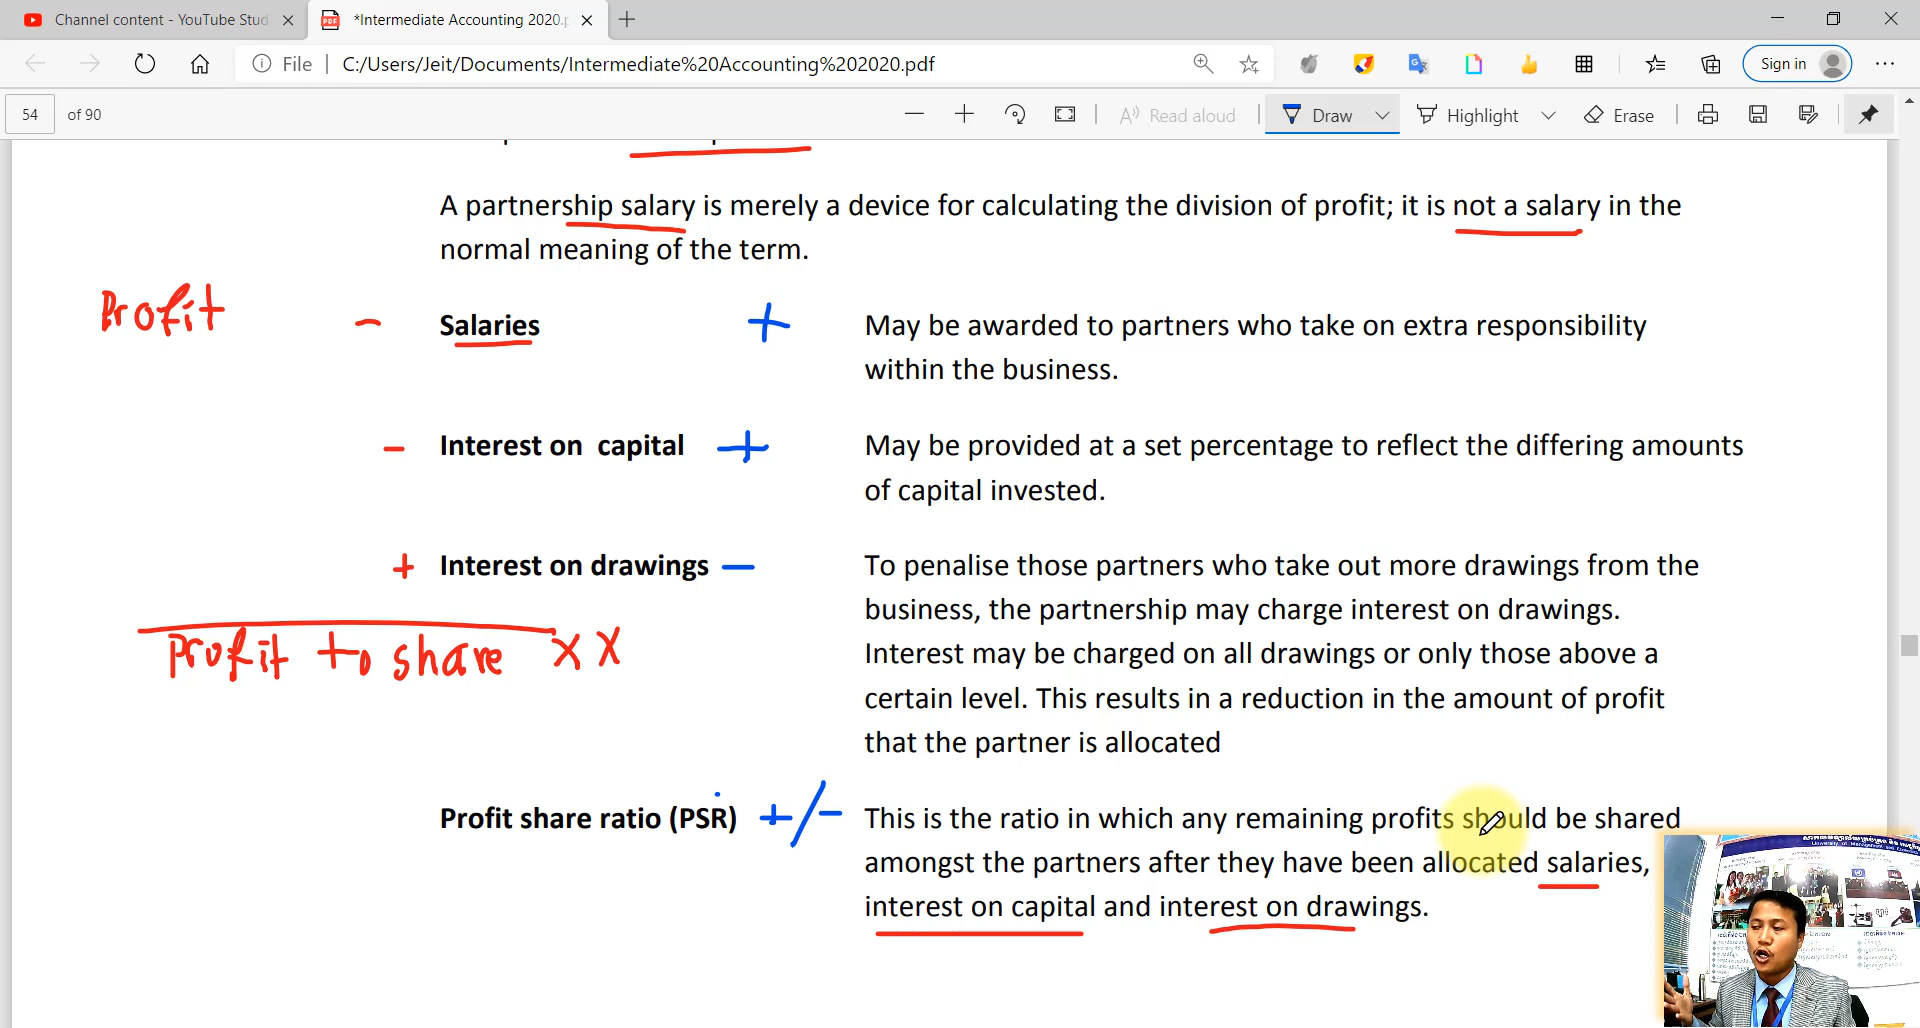 Channel content - YouTube Stud
*Intermediate Accounting 2020.p
File
C:/Users/Jeit/Documents/Intermediate%20Accounting%202020.pdf
Sign in
54 of 90
Read aloud
Draw
Highlight
Erase
A partnership salary is merely a device for calculating the division of profit; it is not a salary in the
normal meaning of the term.
Profit
- Salaries + May be awarded to partners who take on extra responsibility
within the business.
- Interest on capital + May be provided at a set percentage to reflect the differing amounts
of capital invested.
+ Interest on drawings - To penalise those partners who take out more drawings from the
business, the partnership may charge interest on drawings.
Profit to share XX
Interest may be charged on all drawings or only those above a
certain level. This results in a reduction in the amount of profit
that the partner is allocated
Profit share ratio (PSR) +/- This is the ratio in which any remaining profits should be shared
amongst the partners after they have been allocated salaries,
interest on capital and interest on drawings.